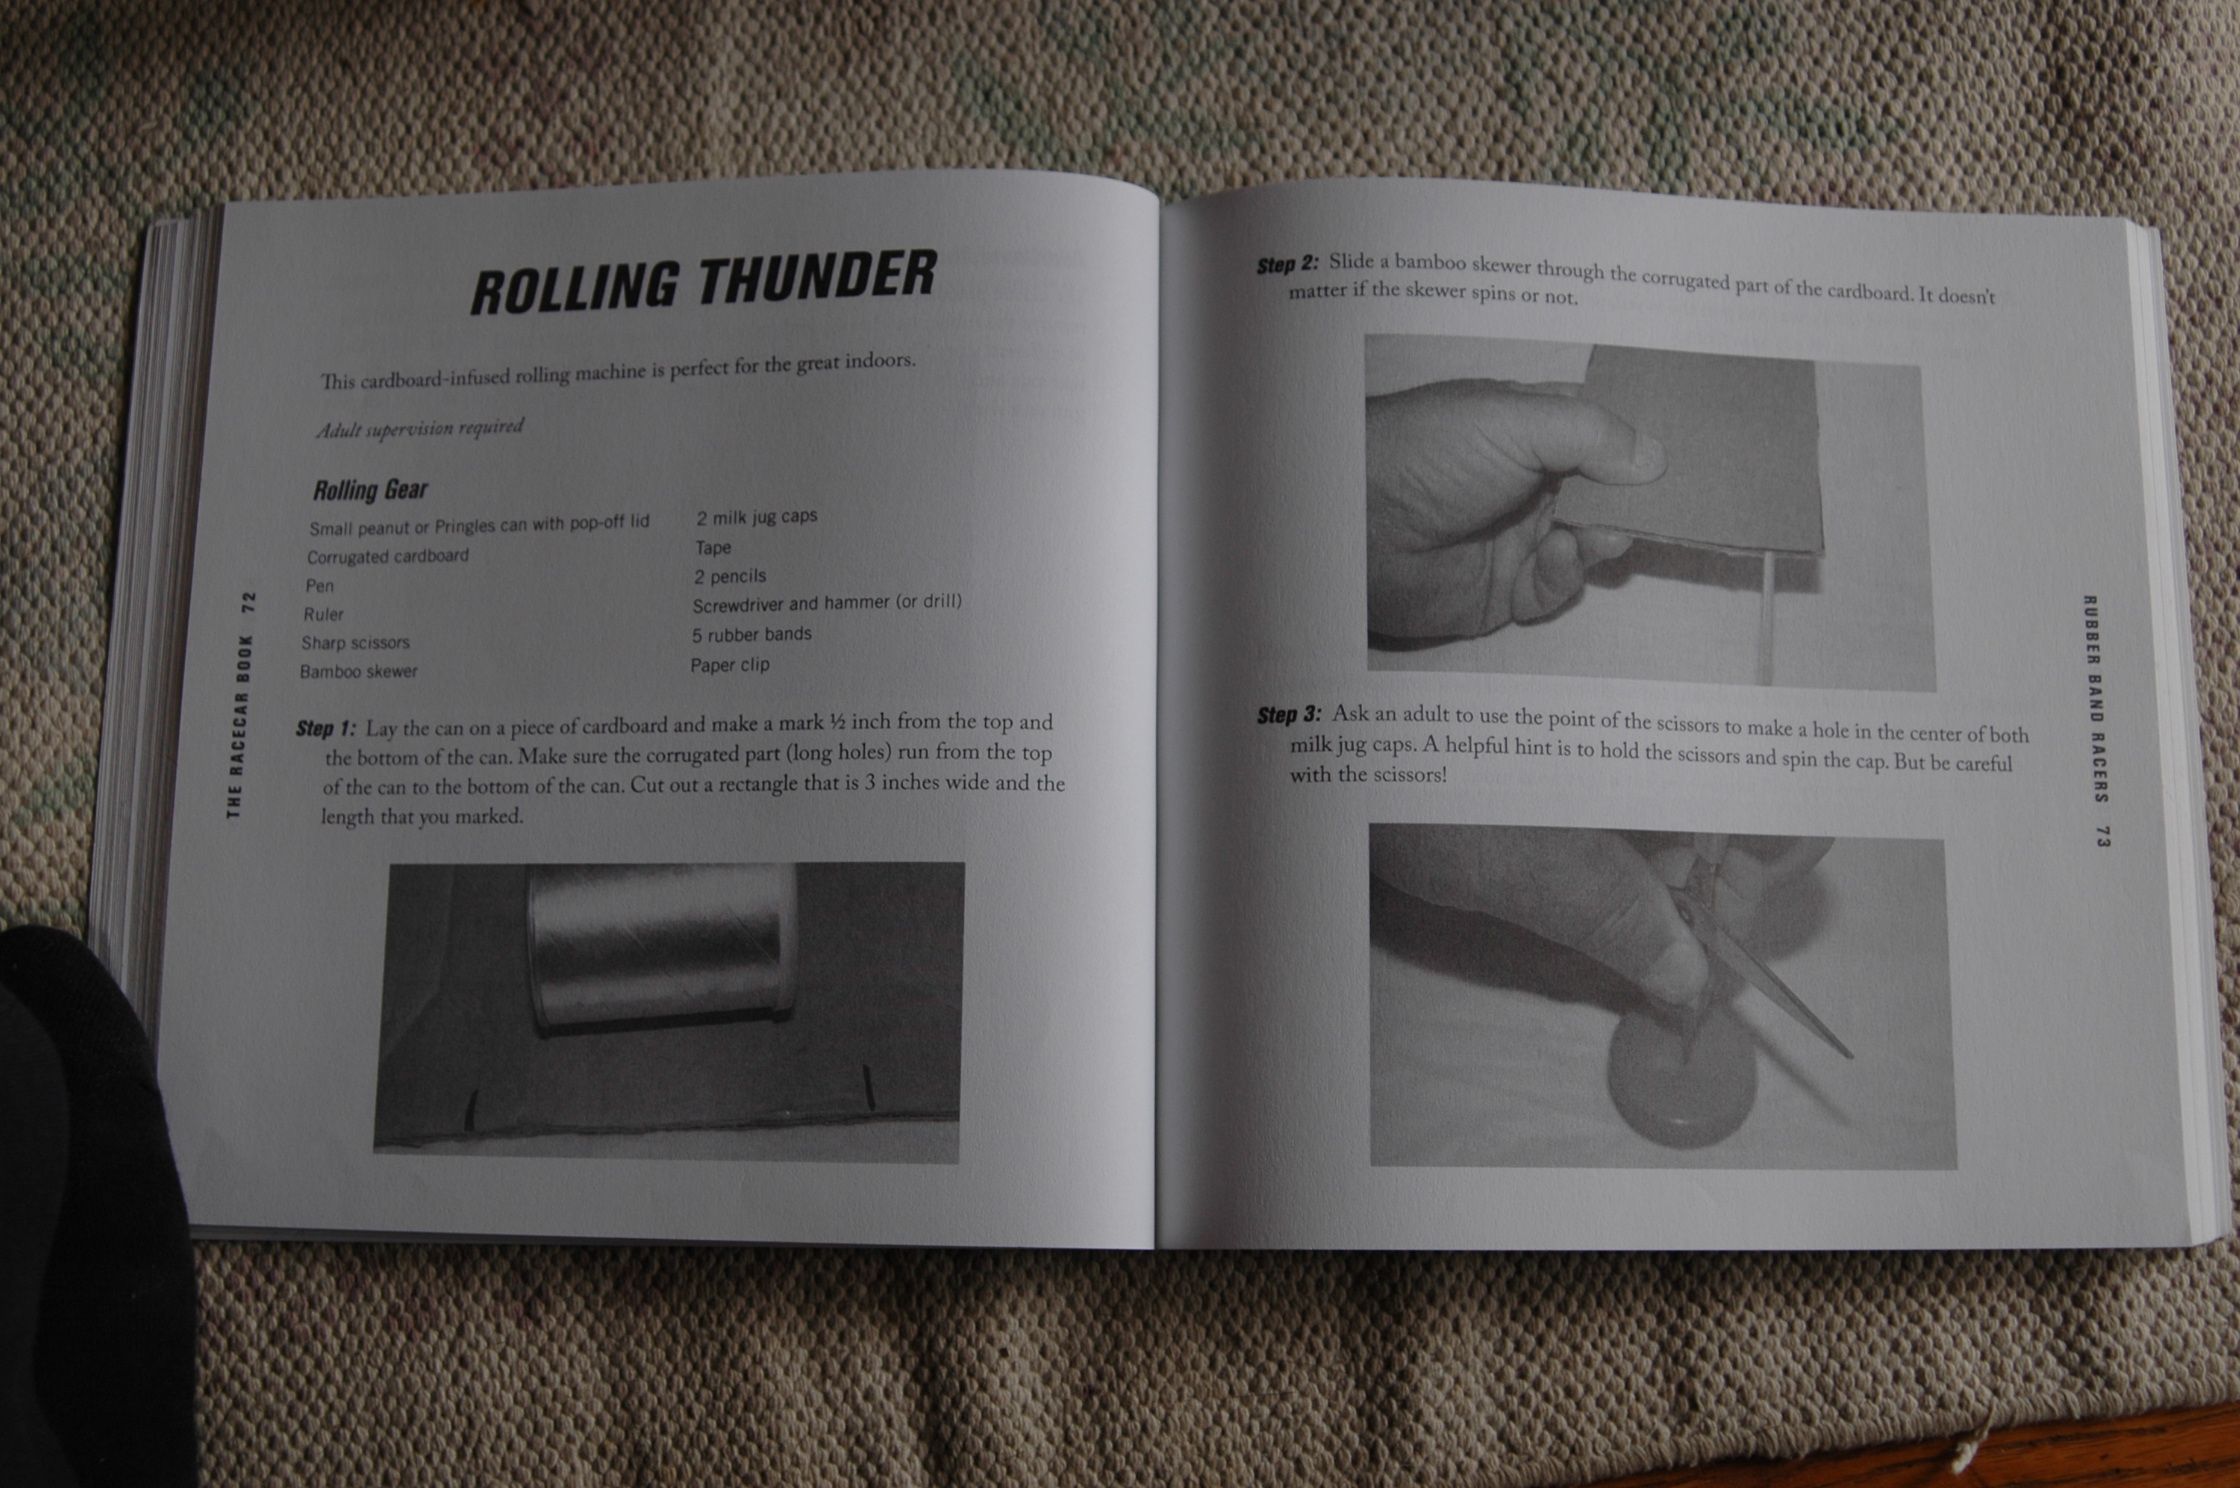 THE RACECAR BOOK 72
ROLLING THUNDER
This cardboard-infused rolling machine is perfect for the great indoors.
Adult supervision required
Rolling Gear
Small peanut or Pringles can with pop-off lid
Corrugated cardboard
Pen
Ruler
Sharp scissors
Bamboo skewer
2 milk jug caps
Tape
2 pencils
Screwdriver and hammer (or drill)
5 rubber bands
Paper clip
Step 1: Lay the can on a piece of cardboard and make a mark ½ inch from the top and
the bottom of the can. Make sure the corrugated part (long holes) run from the top
of the can to the bottom of the can. Cut out a rectangle that is 3 inches wide and the
length that you marked.
Step 2: Slide a bamboo skewer through the corrugated part of the cardboard. It doesn't
matter if the skewer spins or not.
Step 3: Ask an adult to use the point of the scissors to make a hole in the center of both
milk jug caps. A helpful hint is to hold the scissors and spin the cap. But be careful
with the scissors!
RUBBER BAND RACERS 73